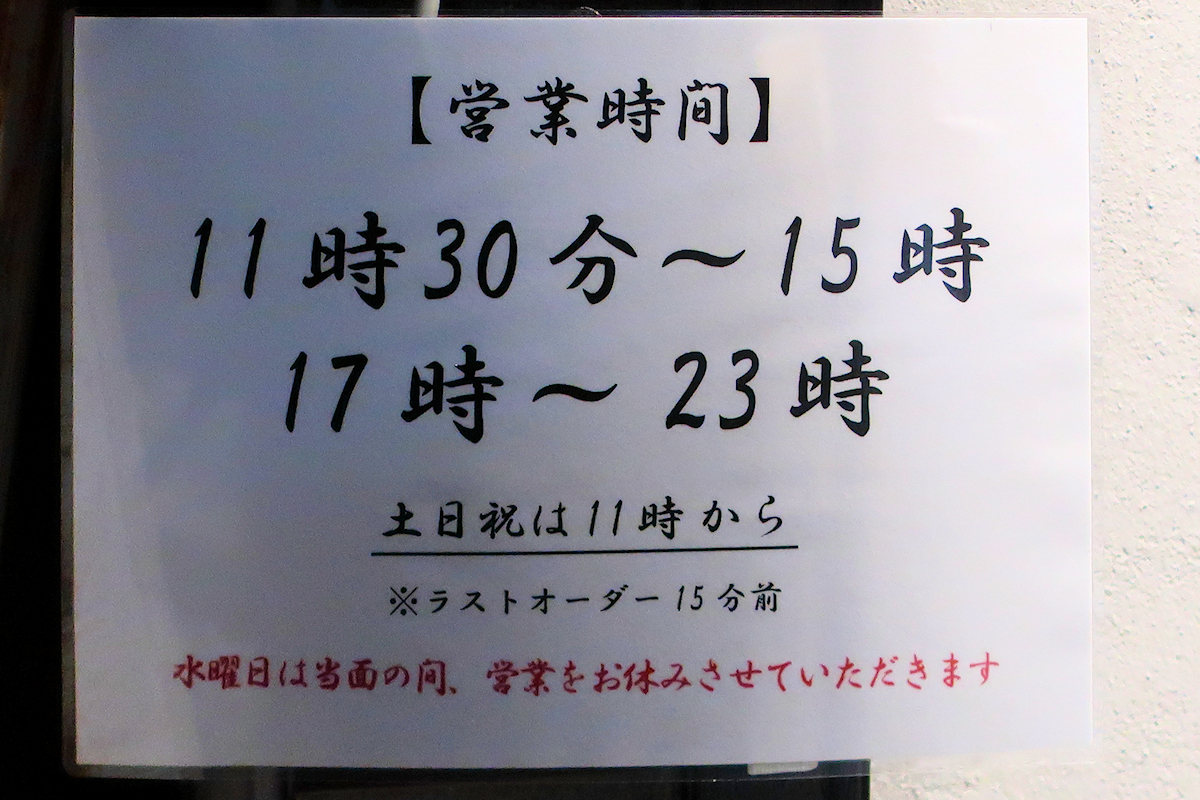 【営業時間】
11時30分～15時
17時～23時
土日祝は11時から
※ラストオーダー15分前
水曜日は当面の間、営業をお休みさせていただきます